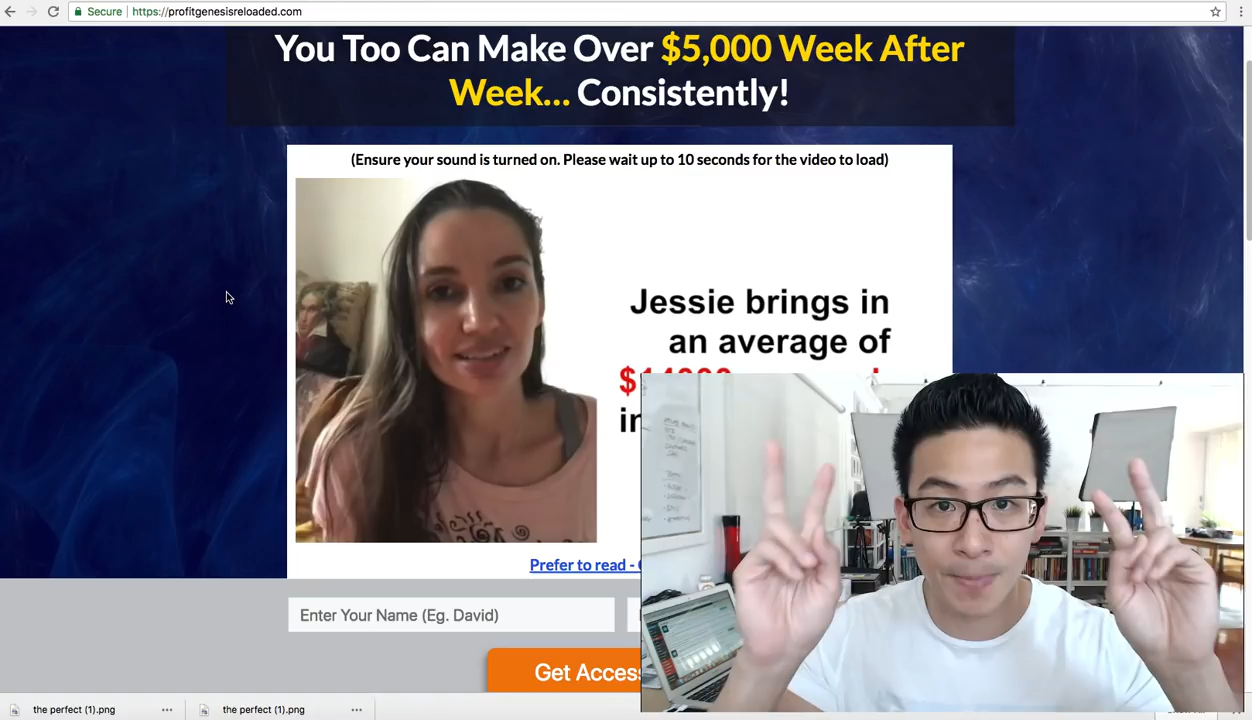 Secure
https://profitgenesisreloaded.com
You Too Can Make Over $5,000 Week After
Week... Consistently!
(Ensure your sound is turned on. Please wait up to 10 seconds for the video to load)
Jessie brings in
an average of
Prefer to read -
Enter Your Name (Eg. David)
Get Access
the perfect (1).png
the perfect (1).png